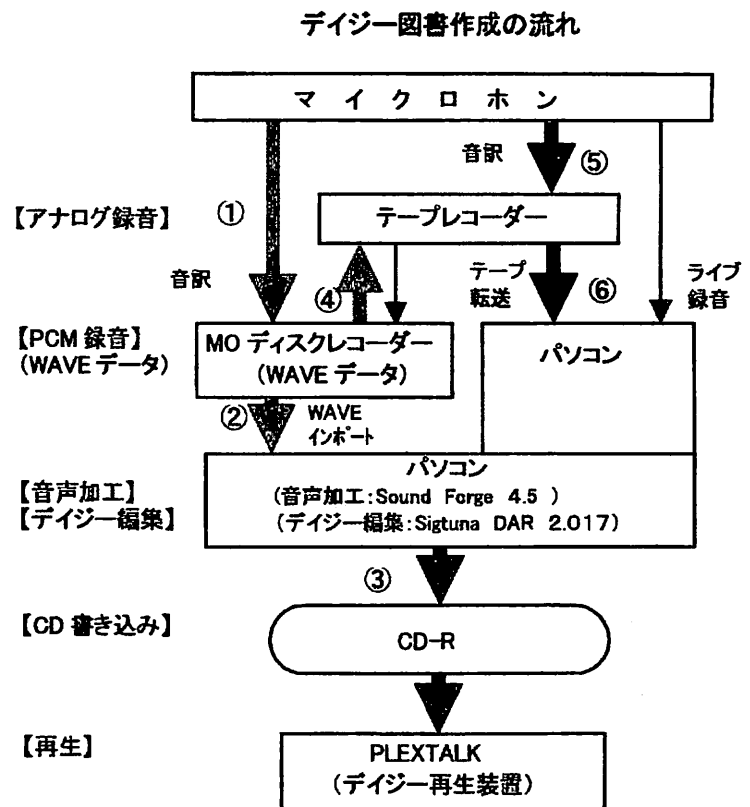 デイジー図書作成の流れ
マイクロホン
音訳
⑤
【アナログ録音】
①
テープレコーダー
音訳
④
テープ
転送
⑥
ライブ
録音
【PCM 録音】
(WAVE データ)
MO ディスクレコーダー
(WAVE データ)
パソコン
②
WAVE
インポート
【音声加工】
【デイジー編集】
パソコン
(音声加工:Sound Forge 4.5 )
(デイジー編集:Sigtuna DAR 2.017)
③
【CD 書き込み】
CD-R
【再生】
PLEXTALK
(デイジー再生装置)